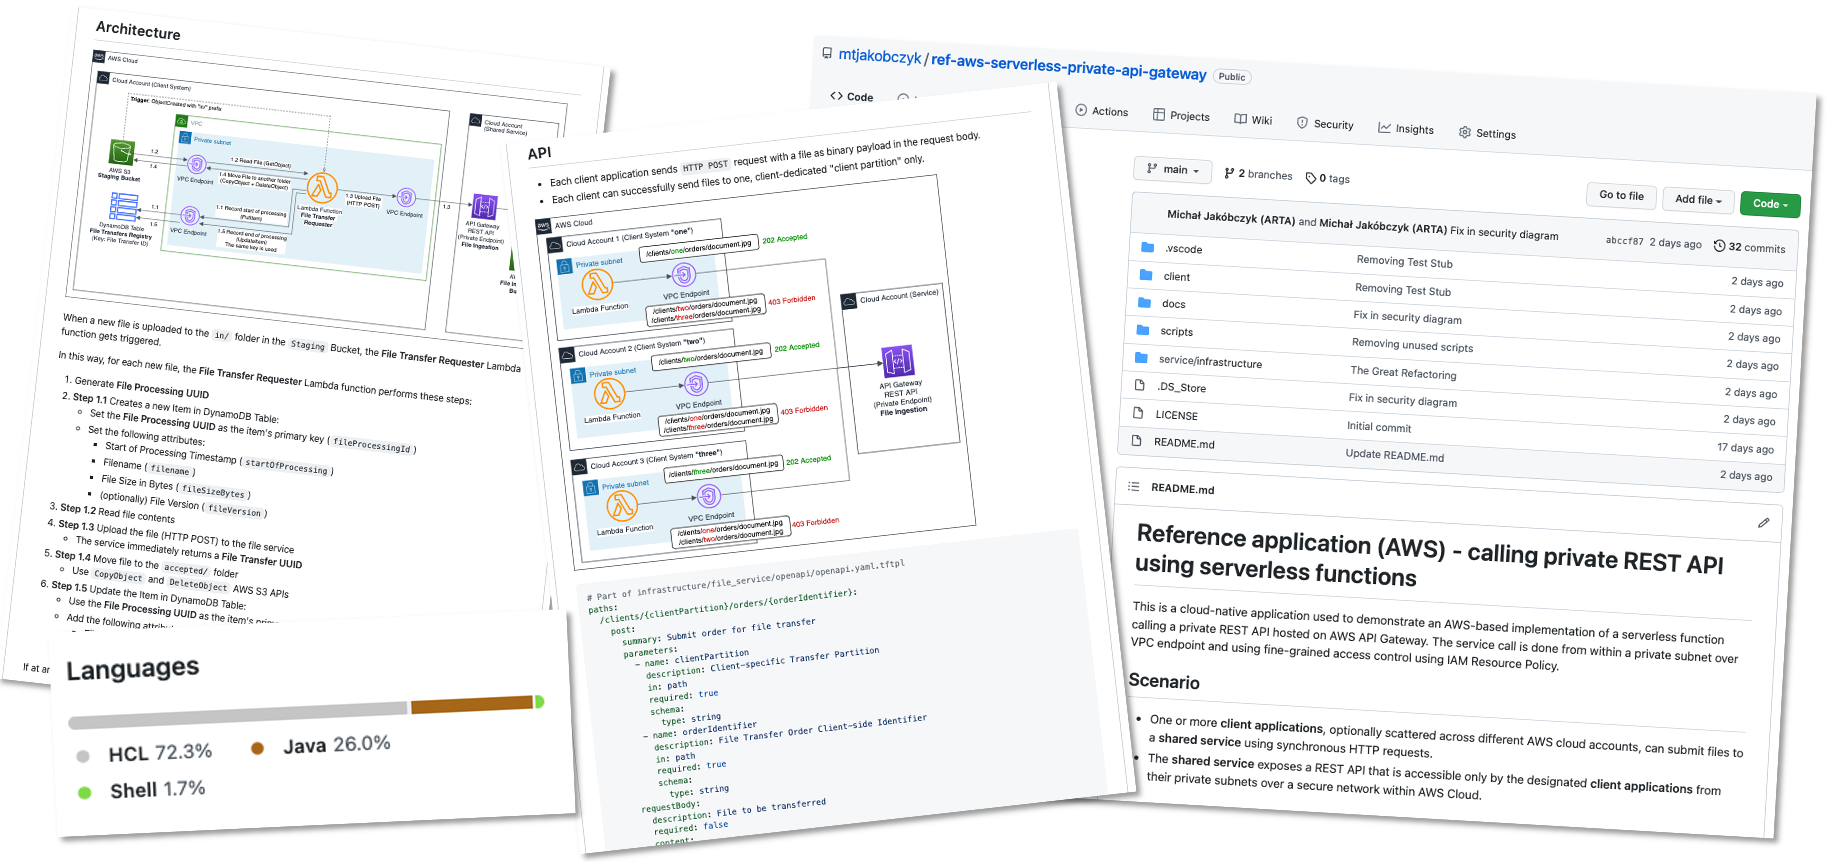 Architecture
AWS Cloud
Cloud Account (Client System)
Trigger: ObjectCreated with "in/" prefix
VPC
Private subnet
AWS S3
Staging Bucket
1.2
1.4
VPC Endpoint
1.2 Read File (GetObject)
1.4 Move File to another folder
(CopyObject + DeleteObject)
DynamoDB Table
File Transfers Registry
(Key: File Transfer ID)
1.1
1.5
VPC Endpoint
1.1 Record start of processing
(PutItem)
1.5 Record end of processing
(UpdateItem)
The same key is used
Lambda Function
File Transfer
Requester
1.3 Upload File
(HTTP POST)
VPC Endpoint
1.3
Cloud Account
(Shared Service)
API Gateway
REST API
(Private Endpoint)
File Ingestion
When a new file is uploaded to the in/ folder in the Staging Bucket, the File Transfer Requester Lambda
function gets triggered.
In this way, for each new file, the File Transfer Requester Lambda function performs these steps:
1. Generate File Processing UUID
2. Step 1.1 Creates a new Item in DynamoDB Table:
Set the File Processing UUID as the item's primary key ( fileProcessingId )
Set the following attributes:
Start of Processing Timestamp ( startOfProcessing )
Filename ( filename )
File Size in Bytes ( fileSizeBytes )
(optionally) File Version ( fileVersion )
3. Step 1.2 Read file contents
4. Step 1.3 Upload the file (HTTP POST) to the file service
The service immediately returns a File Transfer UUID
5. Step 1.4 Move file to the accepted/ folder
Use CopyObject and DeleteObject AWS S3 APIs
6. Step 1.5 Update the Item in DynamoDB Table:
Use the File Processing UUID as the item's
Add the following
If at
Languages
HCL 72.3%
Java 26.0%
Shell 1.7%
API
Each client application sends HTTP POST request with a file as binary payload in the request body.
Each client can successfully send files to one, client-dedicated "client partition" only.
AWS Cloud
Cloud Account 1 (Client System "one")
Private subnet
/clients/one/orders/document.jpg
202 Accepted
Lambda Function
VPC Endpoint
/clients/two/orders/document.jpg
/clients/three/orders/document.jpg
403 Forbidden
Cloud Account 2 (Client System "two")
Private subnet
/clients/two/orders/document.jpg
202 Accepted
Lambda Function
VPC Endpoint
/clients/one/orders/document.jpg
/clients/three/orders/document.jpg
403 Forbidden
Cloud Account 3 (Client System "three")
Private subnet
/clients/three/orders/document.jpg
202 Accepted
Lambda Function
VPC Endpoint
/clients/one/orders/document.jpg
/clients/two/orders/document.jpg
403 Forbidden
Cloud Account (Service)
API Gateway
REST API
(Private Endpoint)
File Ingestion
# Part of infrastructure/file_service/openapi/openapi.yaml.tftpl
paths:
/clients/{clientPartition}/orders/{orderIdentifier}:
post:
summary: Submit order for file transfer
parameters:
- name: clientPartition
description: Client-specific Transfer Partition
in: path
required: true
schema:
type: string
- name: orderIdentifier
description: File Transfer Order Client-side Identifier
in: path
required: true
schema:
type: string
requestBody:
description: File to be transferred
required: false
content:
mtjakobczyk / ref-aws-serverless-private-api-gateway Public
Code
Actions
Projects
Wiki
Security
Insights
Settings
main
2 branches
0 tags
Go to file
Add file
Code
Michał Jakóbczyk (ARTA) and Michał Jakóbczyk (ARTA) Fix in security diagram
abccf87 2 days ago
32 commits
.vscode Removing Test Stub 2 days ago
client Removing Test Stub 2 days ago
docs Fix in security diagram 2 days ago
scripts Removing unused scripts 2 days ago
service/infrastructure The Great Refactoring 2 days ago
.DS_Store Fix in security diagram 2 days ago
LICENSE Initial commit 17 days ago
README.md Update README.md 2 days ago
README.md
Reference application (AWS) - calling private REST API
using serverless functions
This is a cloud-native application used to demonstrate an AWS-based implementation of a serverless function
calling a private REST API hosted on AWS API Gateway. The service call is done from within a private subnet over
VPC endpoint and using fine-grained access control using IAM Resource Policy.
Scenario
One or more client applications, optionally scattered across different AWS cloud accounts, can submit files to
a shared service using synchronous HTTP requests.
The shared service exposes a REST API that is accessible only by the designated client applications from
their private subnets over a secure network within AWS Cloud.